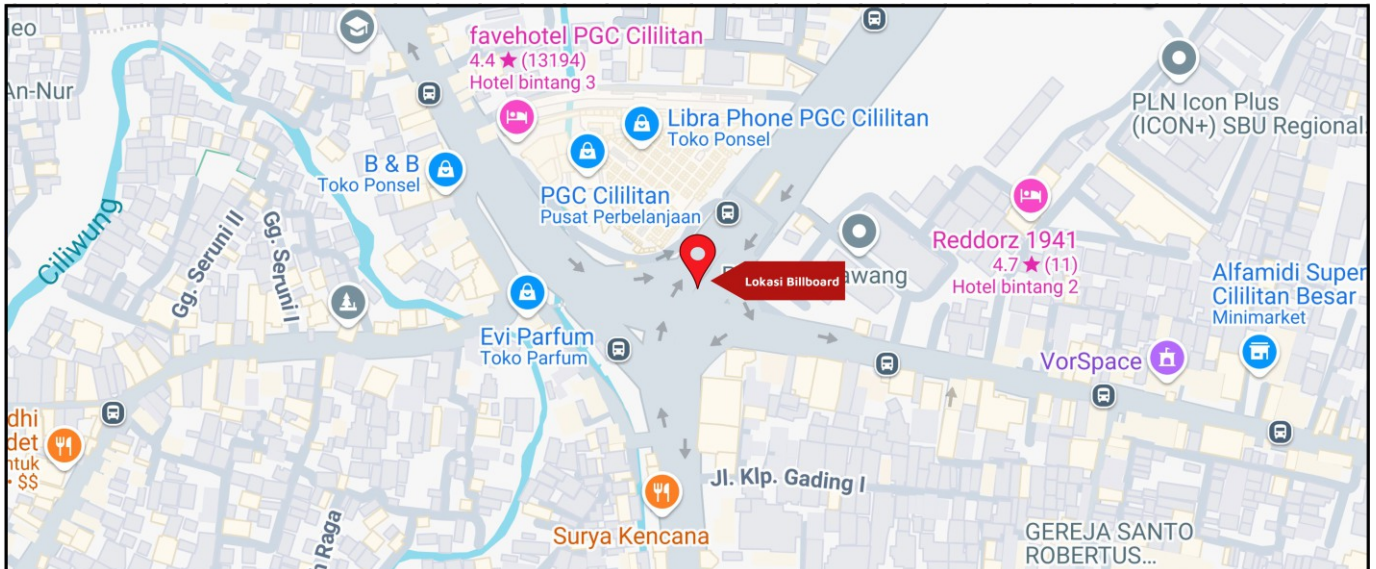 leo
An-Nur
favehotel PGC Cililitan
4.4 ★ (13194)
Hotel bintang 3
Libra Phone PGC Cililitan
Toko Ponsel
B & B
Toko Ponsel
PGC Cililitan
Pusat Perbelanjaan
PLN Icon Plus
(ICON+) SBU Regional
Ciliwung
Gg. Seruni II
Gg. Seruni I
Reddorz 1941
4.7 ★ (11)
Hotel bintang 2
Lokasi Billboard
awang
Alfamidi Super
Cililitan Besar
Minimarket
Evi Parfum
Toko Parfum
VorSpace
dhi
det
ntuk
· $$
Jl. Klp. Gading I
Surya Kencana
Raga
GEREJA SANTO
ROBERTUS...